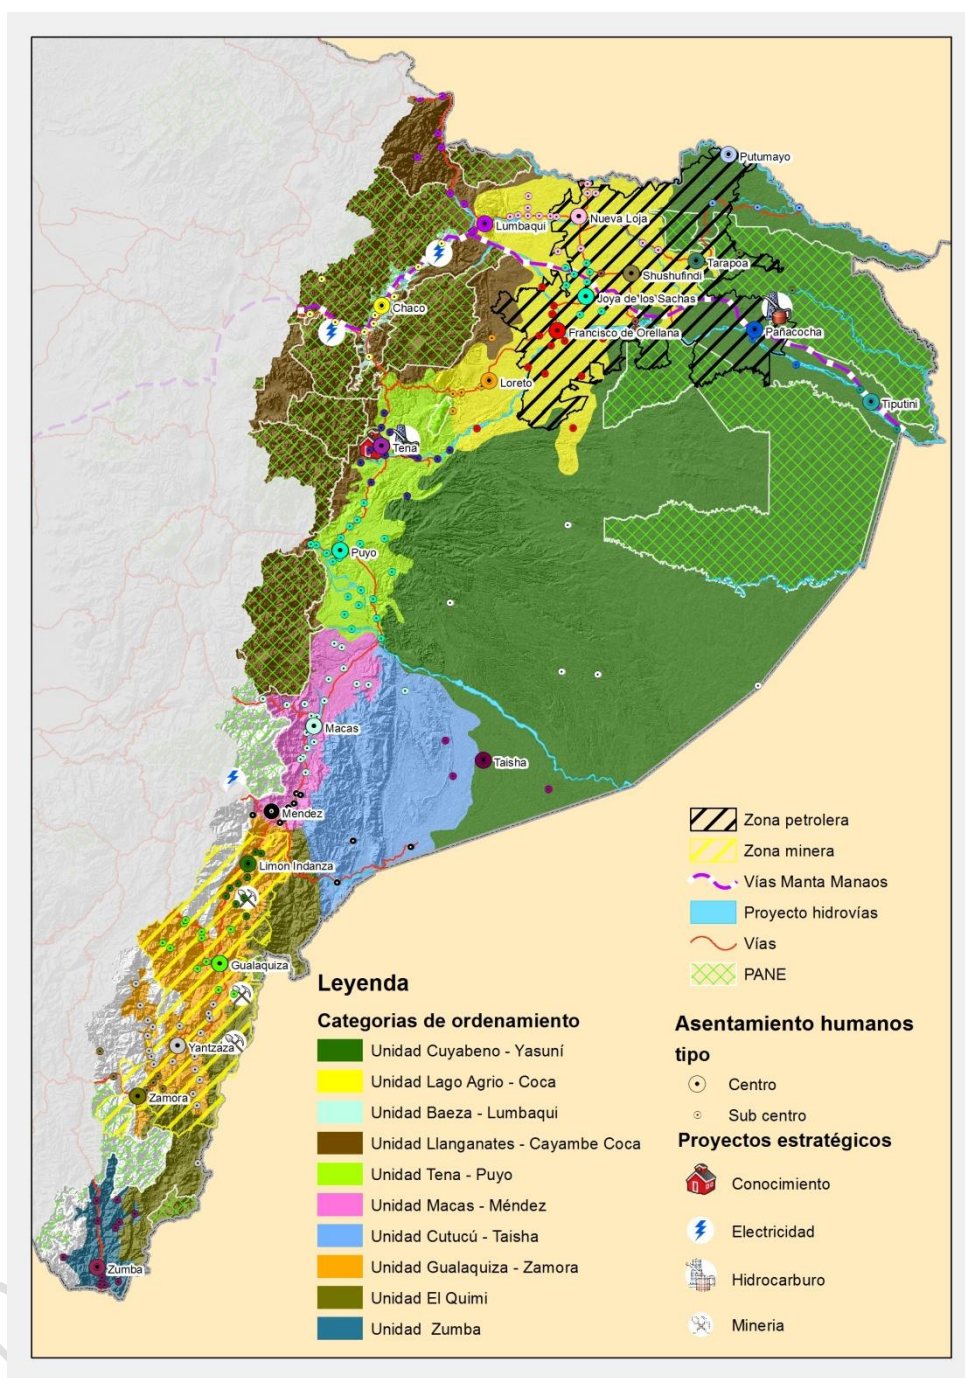 Putumayo
Nueva Loja
Lumbaqui
Tarapoa
Shushufindi
Joya de los Sachas
Chaco
Francisco de Orellana
Pañacocha
Loreto
Tiputini
Tena
Puyo
Macas
Taisha
Mendez
Limon Indanza
Gualaquiza
Yantzaza
Zamora
Zumba
Zona petrolera
Zona minera
Vías Manta Manaos
Proyecto hidrovías
Vías
PANE
Leyenda
Categorias de ordenamiento
Unidad Cuyabeno - Yasuní
Unidad Lago Agrio - Coca
Unidad Baeza - Lumbaqui
Unidad Llanganates - Cayambe Coca
Unidad Tena - Puyo
Unidad Macas - Méndez
Unidad Cutucú - Taisha
Unidad Gualaquiza - Zamora
Unidad El Quimi
Unidad Zumba
Asentamiento humanos
tipo
Centro
Sub centro
Proyectos estratégicos
Conocimiento
Electricidad
Hidrocarburo
Mineria